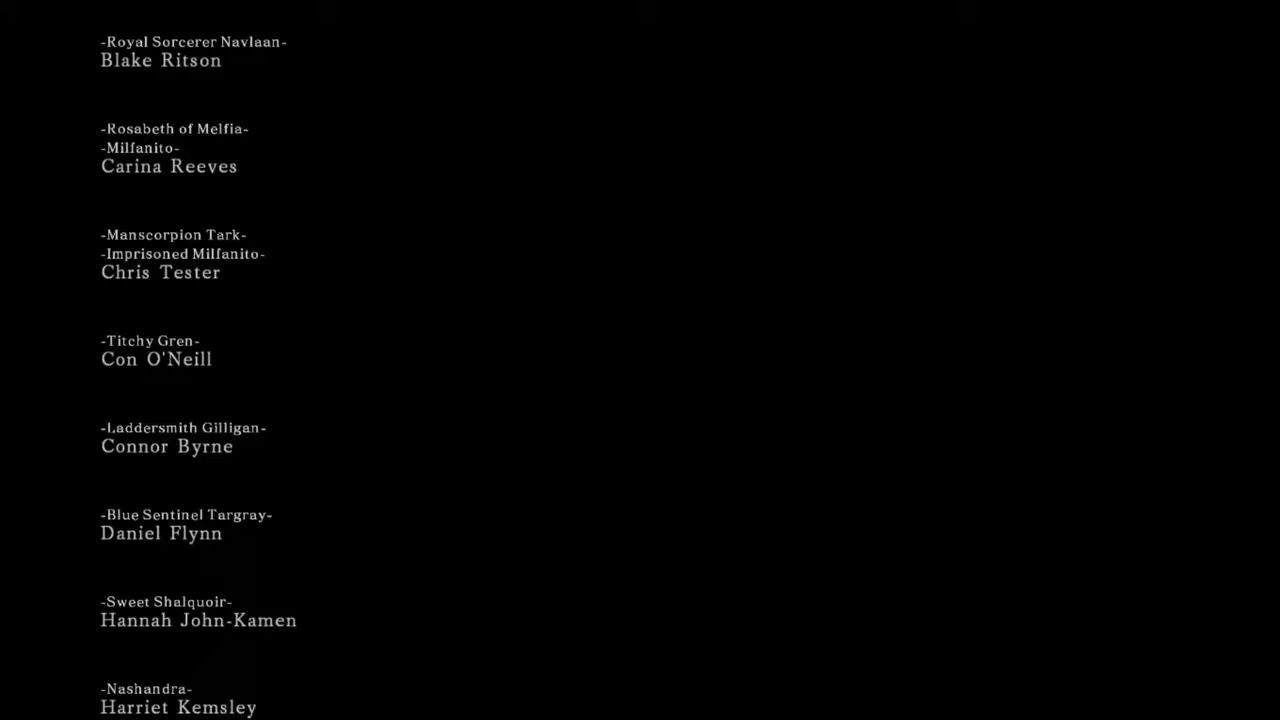 -Royal Sorcerer Navlaan-
Blake Ritson
-Rosabeth of Melfia-
-Milfanito-
Carina Reeves
-Manscorpion Tark-
-Imprisoned Milfanito-
Chris Tester
-Titchy Gren-
Con O'Neill
-Laddersmith Gilligan-
Connor Byrne
-Blue Sentinel Targray-
Daniel Flynn
-Sweet Shalquoir-
Hannah John-Kamen
-Nashandra-
Harriet Kemsley